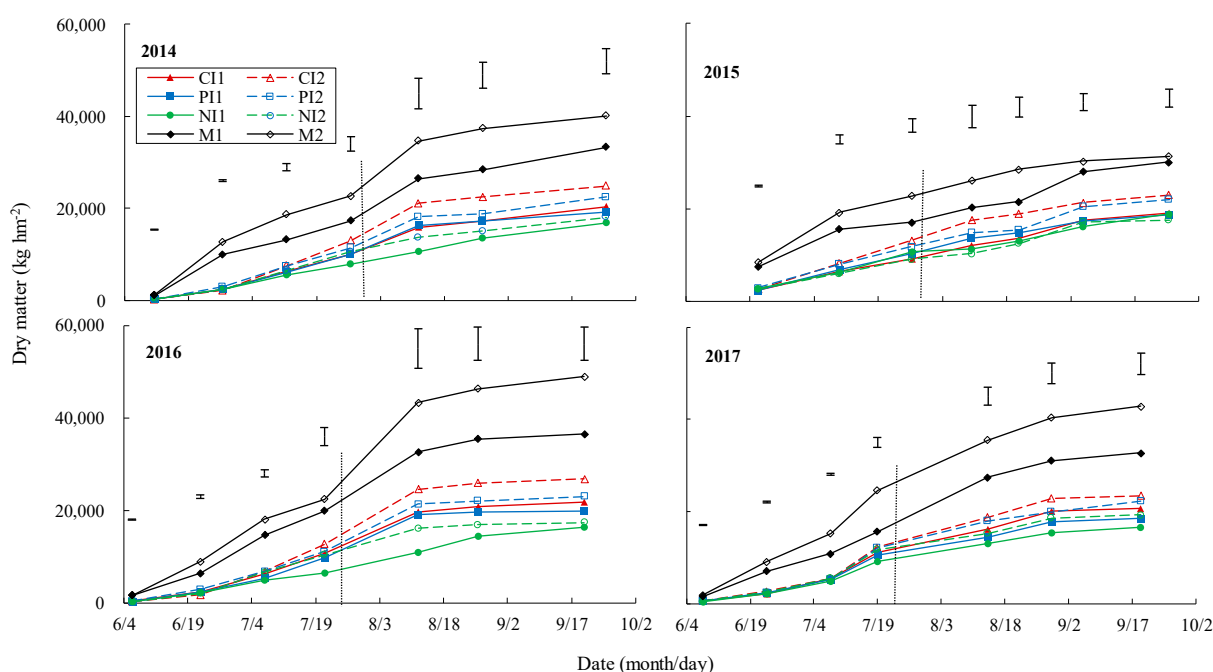 60,000
40,000
20,000
0
2014
CI1 CI2
PI1 PI2
NI1 NI2
M1 M2
2015
Dry matter (kg hm⁻²)
60,000
40,000
20,000
0
2016
2017
6/4 6/19 7/4 7/19 8/3 8/18 9/2 9/17 10/2
6/4 6/19 7/4 7/19 8/3 8/18 9/2 9/17 10/2
Date (month/day)